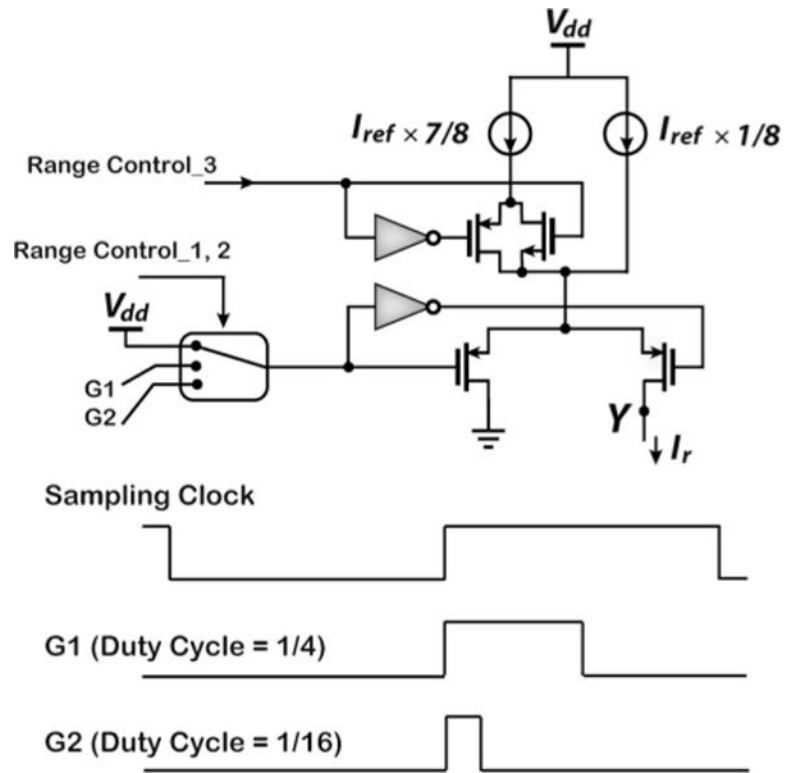 Vdd
Iref × 7/8
Iref × 1/8
Range Control_3
Range Control_1, 2
Vdd
G1
G2
Y
Ir
Sampling Clock
G1 (Duty Cycle = 1/4)
G2 (Duty Cycle = 1/16)